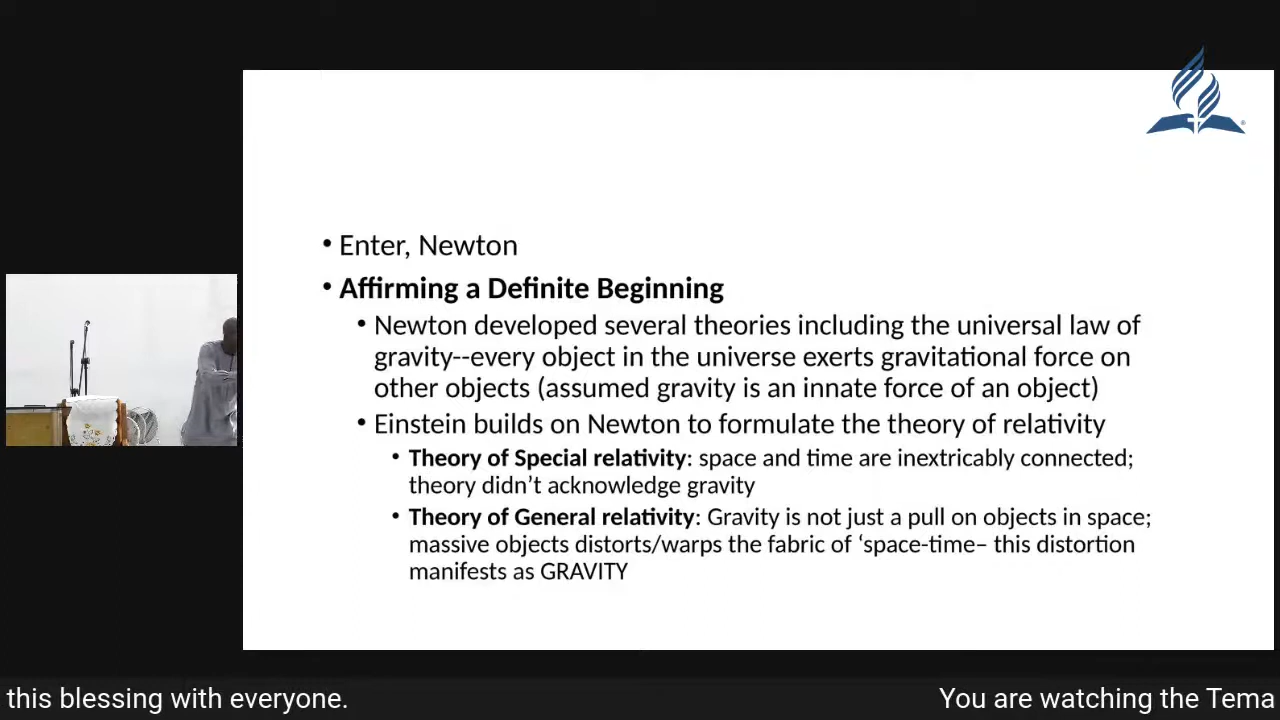 • Enter, Newton
• Affirming a Definite Beginning
• Newton developed several theories including the universal law of
gravity--every object in the universe exerts gravitational force on
other objects (assumed gravity is an innate force of an object)
• Einstein builds on Newton to formulate the theory of relativity
• Theory of Special relativity: space and time are inextricably connected;
theory didn’t acknowledge gravity
• Theory of General relativity: Gravity is not just a pull on objects in space;
massive objects distorts/warps the fabric of ‘space-time– this distortion
manifests as GRAVITY
this blessing with everyone.
You are watching the Tema